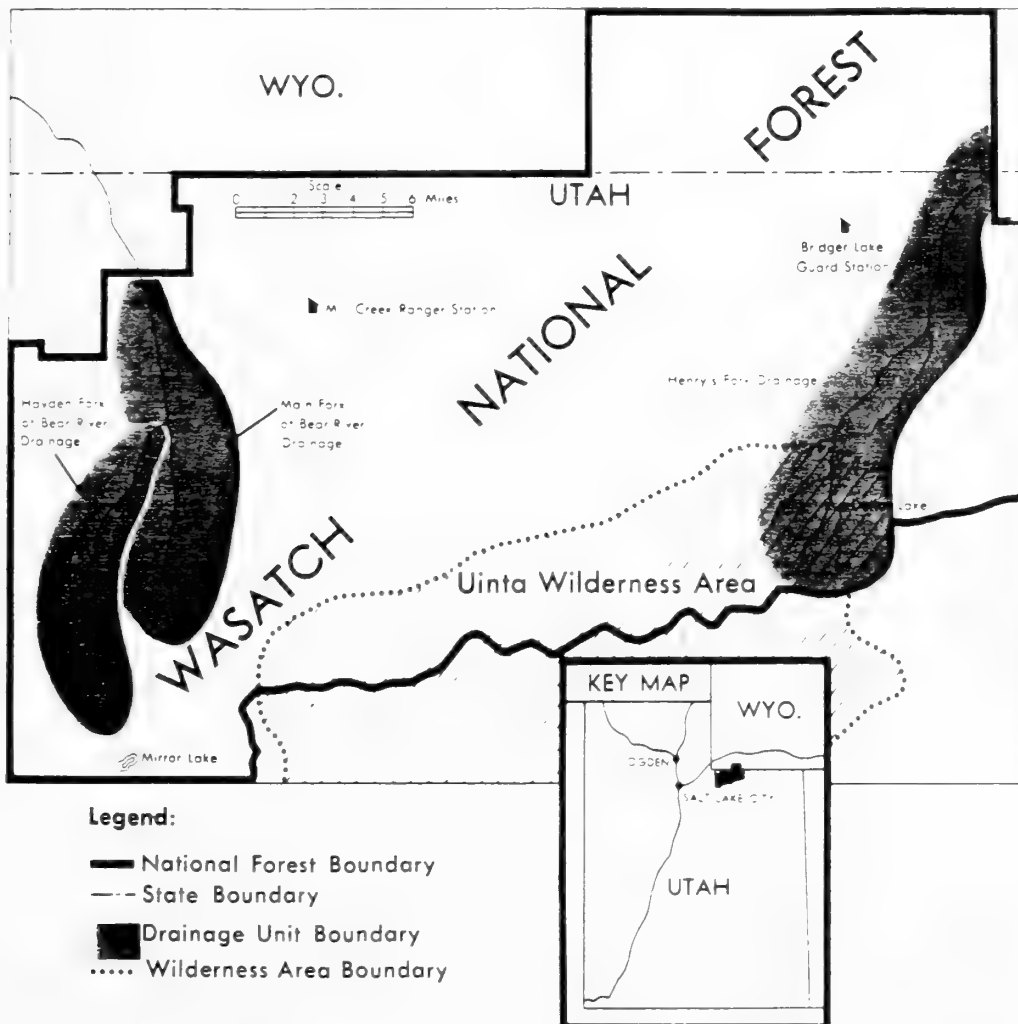 WYO.
FOREST
Scale
0 2 3 4 5 6 Miles
UTAH
Bridger Lake
Guard Station
Creek Ranger Station
NATIONAL
Henry's Fork Drainage
Hayden Fork
of Bear River
Drainage
Main Fork
of Bear River
Drainage
Lake
WASATCH
Uinta Wilderness Area
Mirror Lake
KEY MAP
WYO.
OGDEN
SALT LAKE CITY
UTAH
Legend:
National Forest Boundary
State Boundary
Drainage Unit Boundary
Wilderness Area Boundary